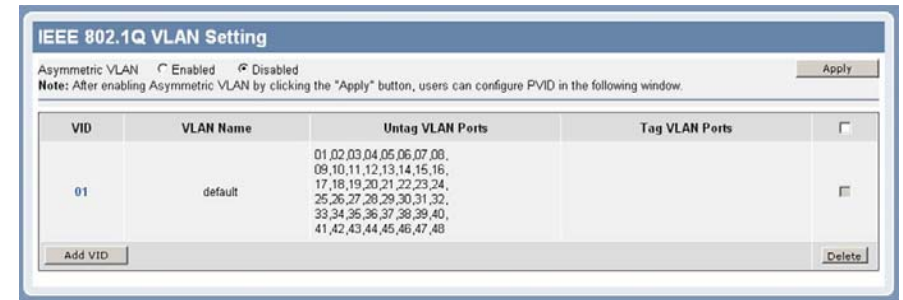 IEEE 802.1Q VLAN Setting
Asymmetric VLAN Enabled Disabled Apply
Note: After enabling Asymmetric VLAN by clicking the "Apply" button, users can configure PVID in the following window.
VID VLAN Name Untag VLAN Ports Tag VLAN Ports
01,02,03,04,05,06,07,08,
09,10,11,12,13,14,15,16,
17,18,19,20,21,22,23,24,
01 default
25,26,27,28,29,30,31,32,
33,34,35,36,37,38,39,40,
41,42,43,44,45,46,47,48
Add VID Delete